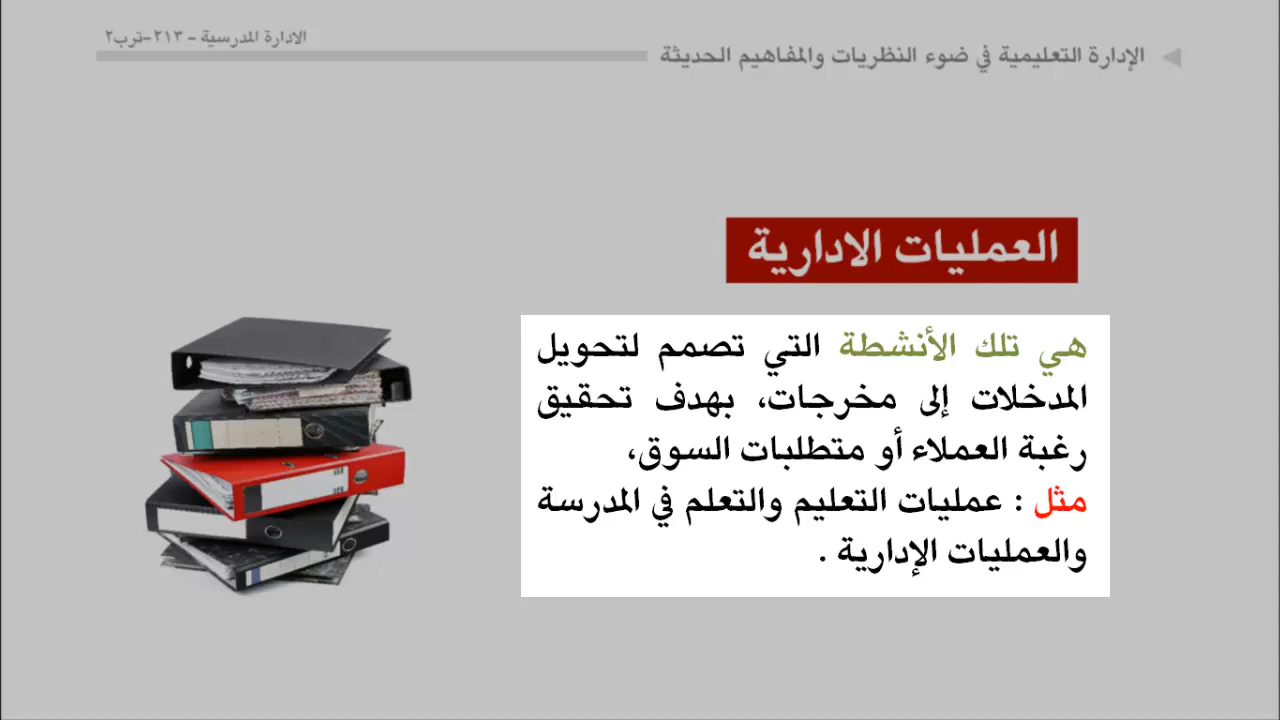 الادارة المدرسية - ٢١٣-ترب٢
الإدارة التعليمية في ضوء النظريات والمفاهيم الحديثة
العمليات الادارية
هي تلك الأنشطة التي تصمم لتحويل
المدخلات إلى مخرجات، بهدف تحقيق
رغبة العملاء أو متطلبات السوق،
مثل : عمليات التعليم والتعلم في المدرسة
والعمليات الإدارية .